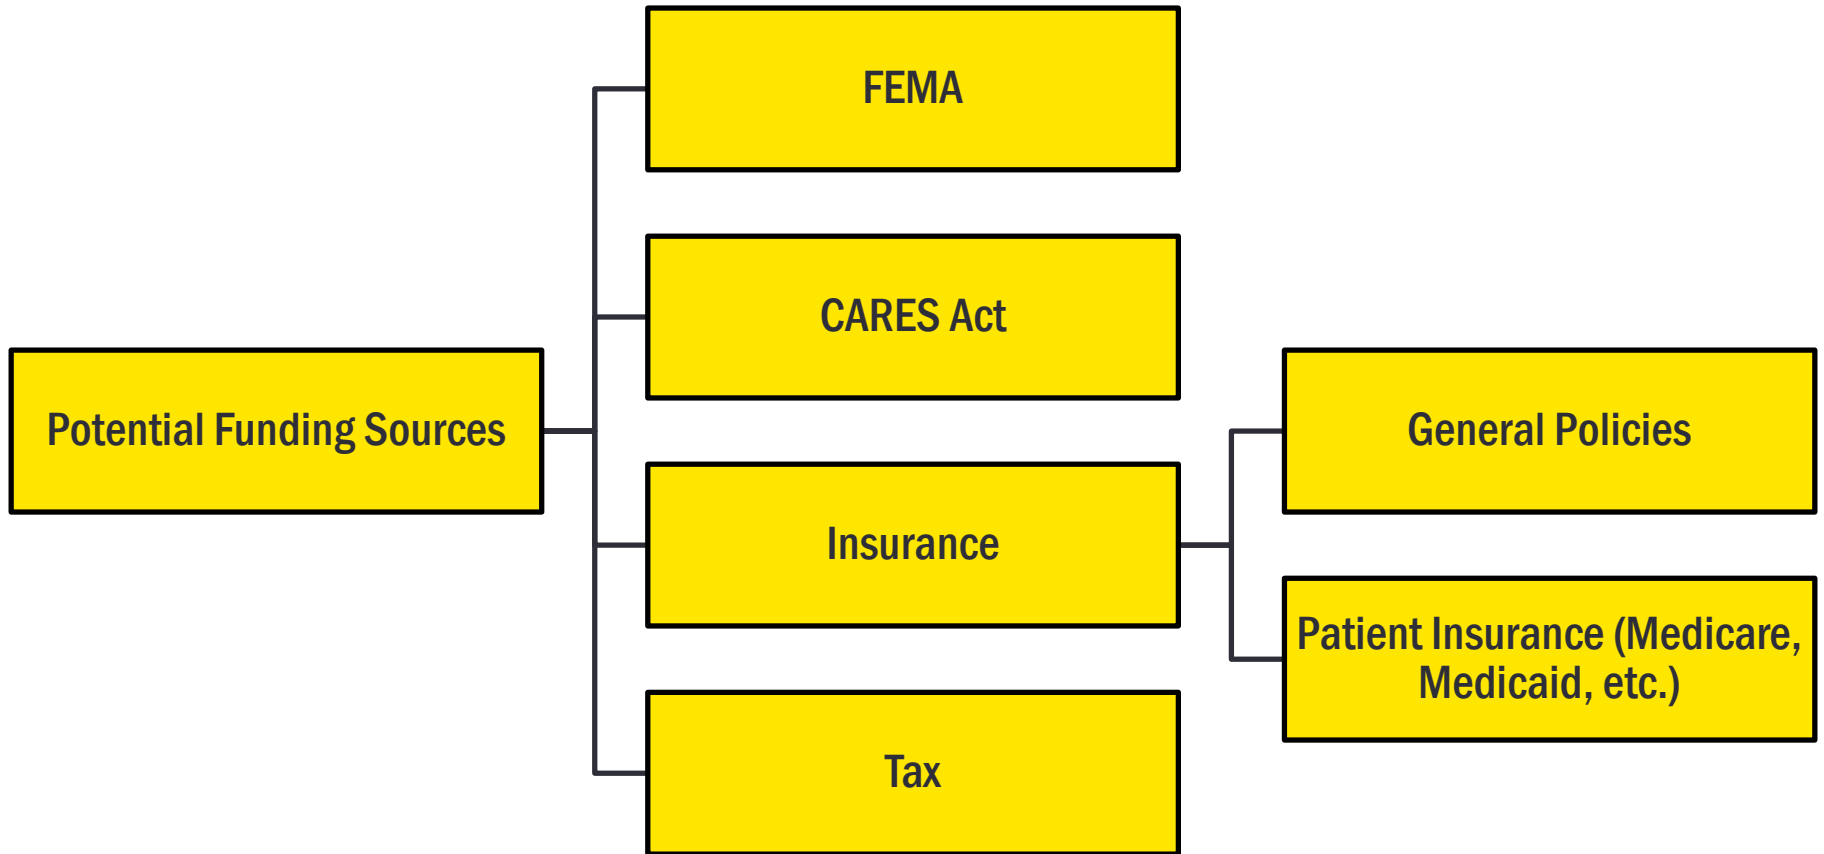 FEMA
CARES Act
Potential Funding Sources
General Policies
Insurance
Patient Insurance (Medicare,
Medicaid, etc.)
Tax